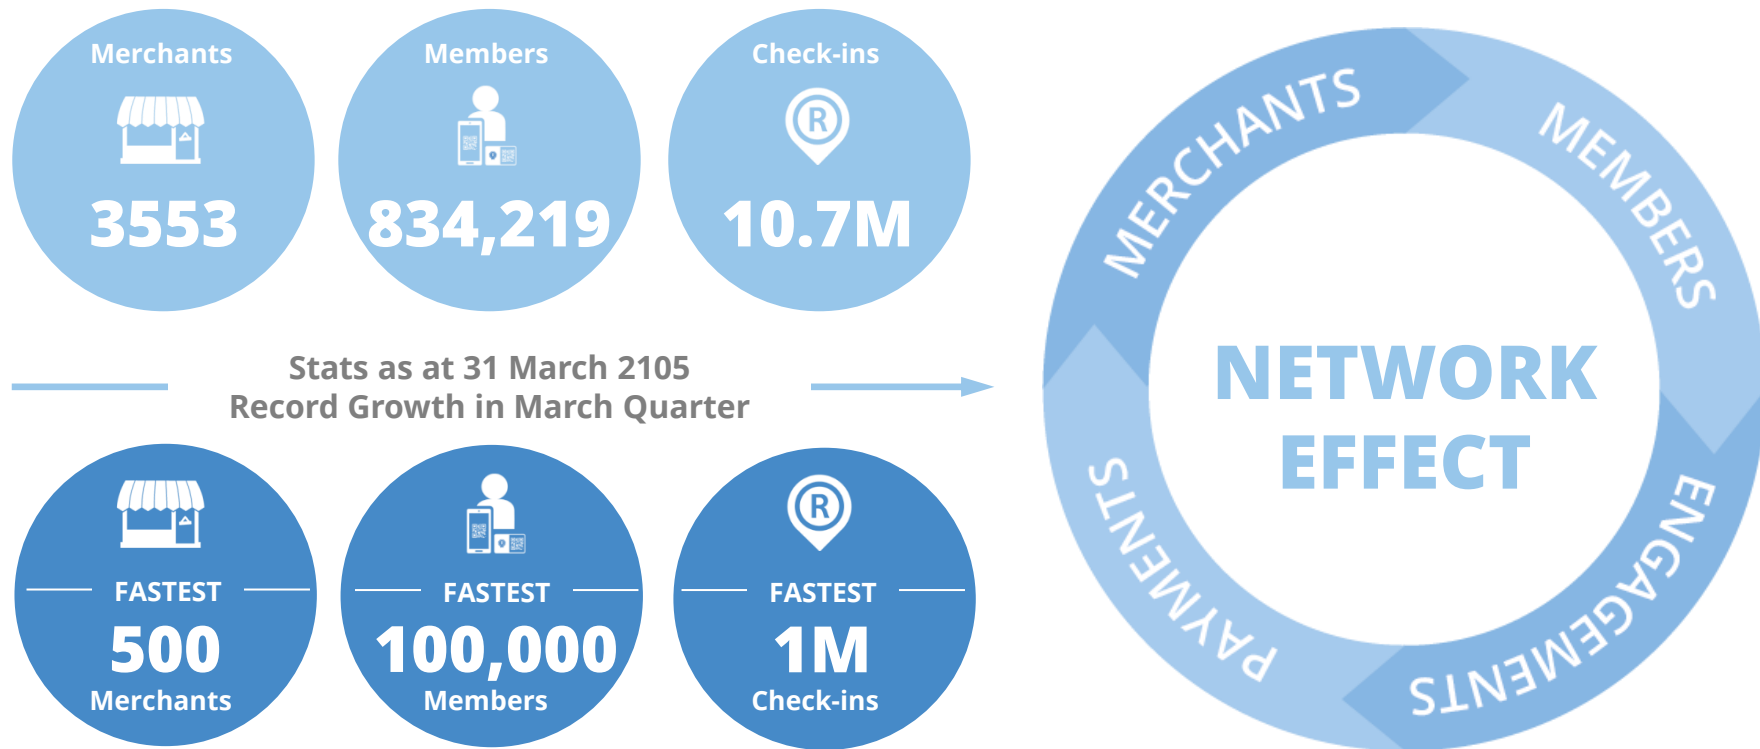 Merchants
3553
Members
834,219
Check-ins
R
10.7M
Stats as at 31 March 2105
Record Growth in March Quarter
FASTEST
500
Merchants
FASTEST
100,000
Members
R
FASTEST
1M
Check-ins
MERCHANTS
MEMBERS
ENGAGEMENTS
PAYMENTS
NETWORK
EFFECT